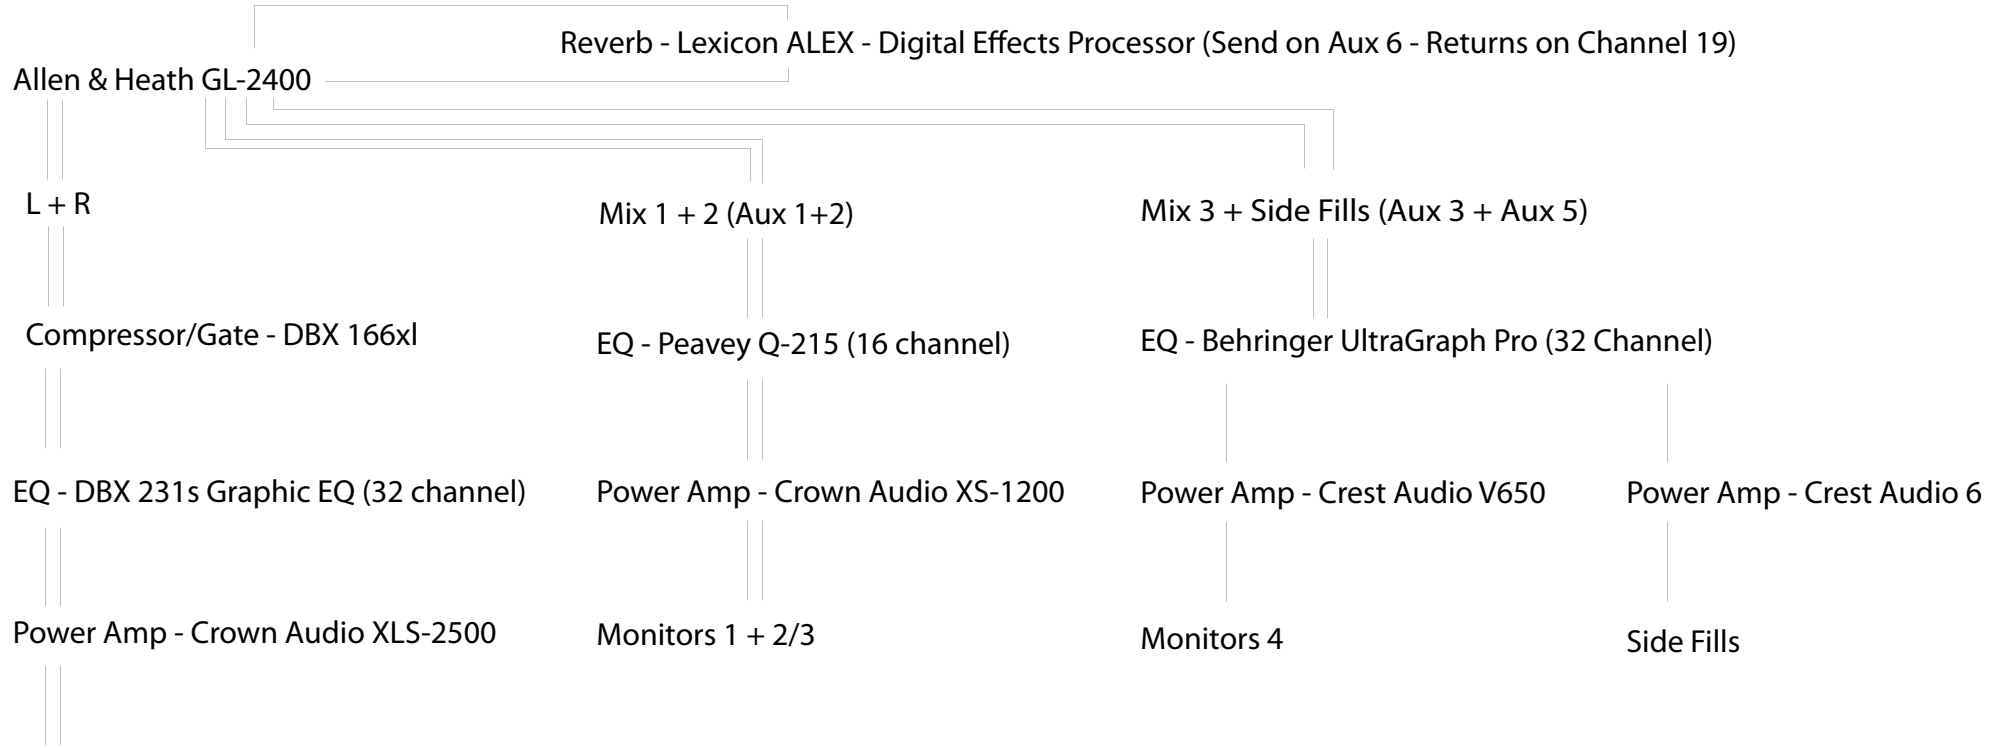 Reverb - Lexicon ALEX - Digital Effects Processor (Send on Aux 6 - Returns on Channel 19)
Allen & Heath GL-2400
L + R
Mix 1 + 2 (Aux 1+2)
Mix 3 + Side Fills (Aux 3 + Aux 5)
Compressor/Gate - DBX 166xl
EQ - Peavey Q-215 (16 channel)
EQ - Behringer UltraGraph Pro (32 Channel)
EQ - DBX 231s Graphic EQ (32 channel)
Power Amp - Crown Audio XS-1200
Power Amp - Crest Audio V650
Power Amp - Crest Audio 6
Power Amp - Crown Audio XLS-2500
Monitors 1 + 2/3
Monitors 4
Side Fills